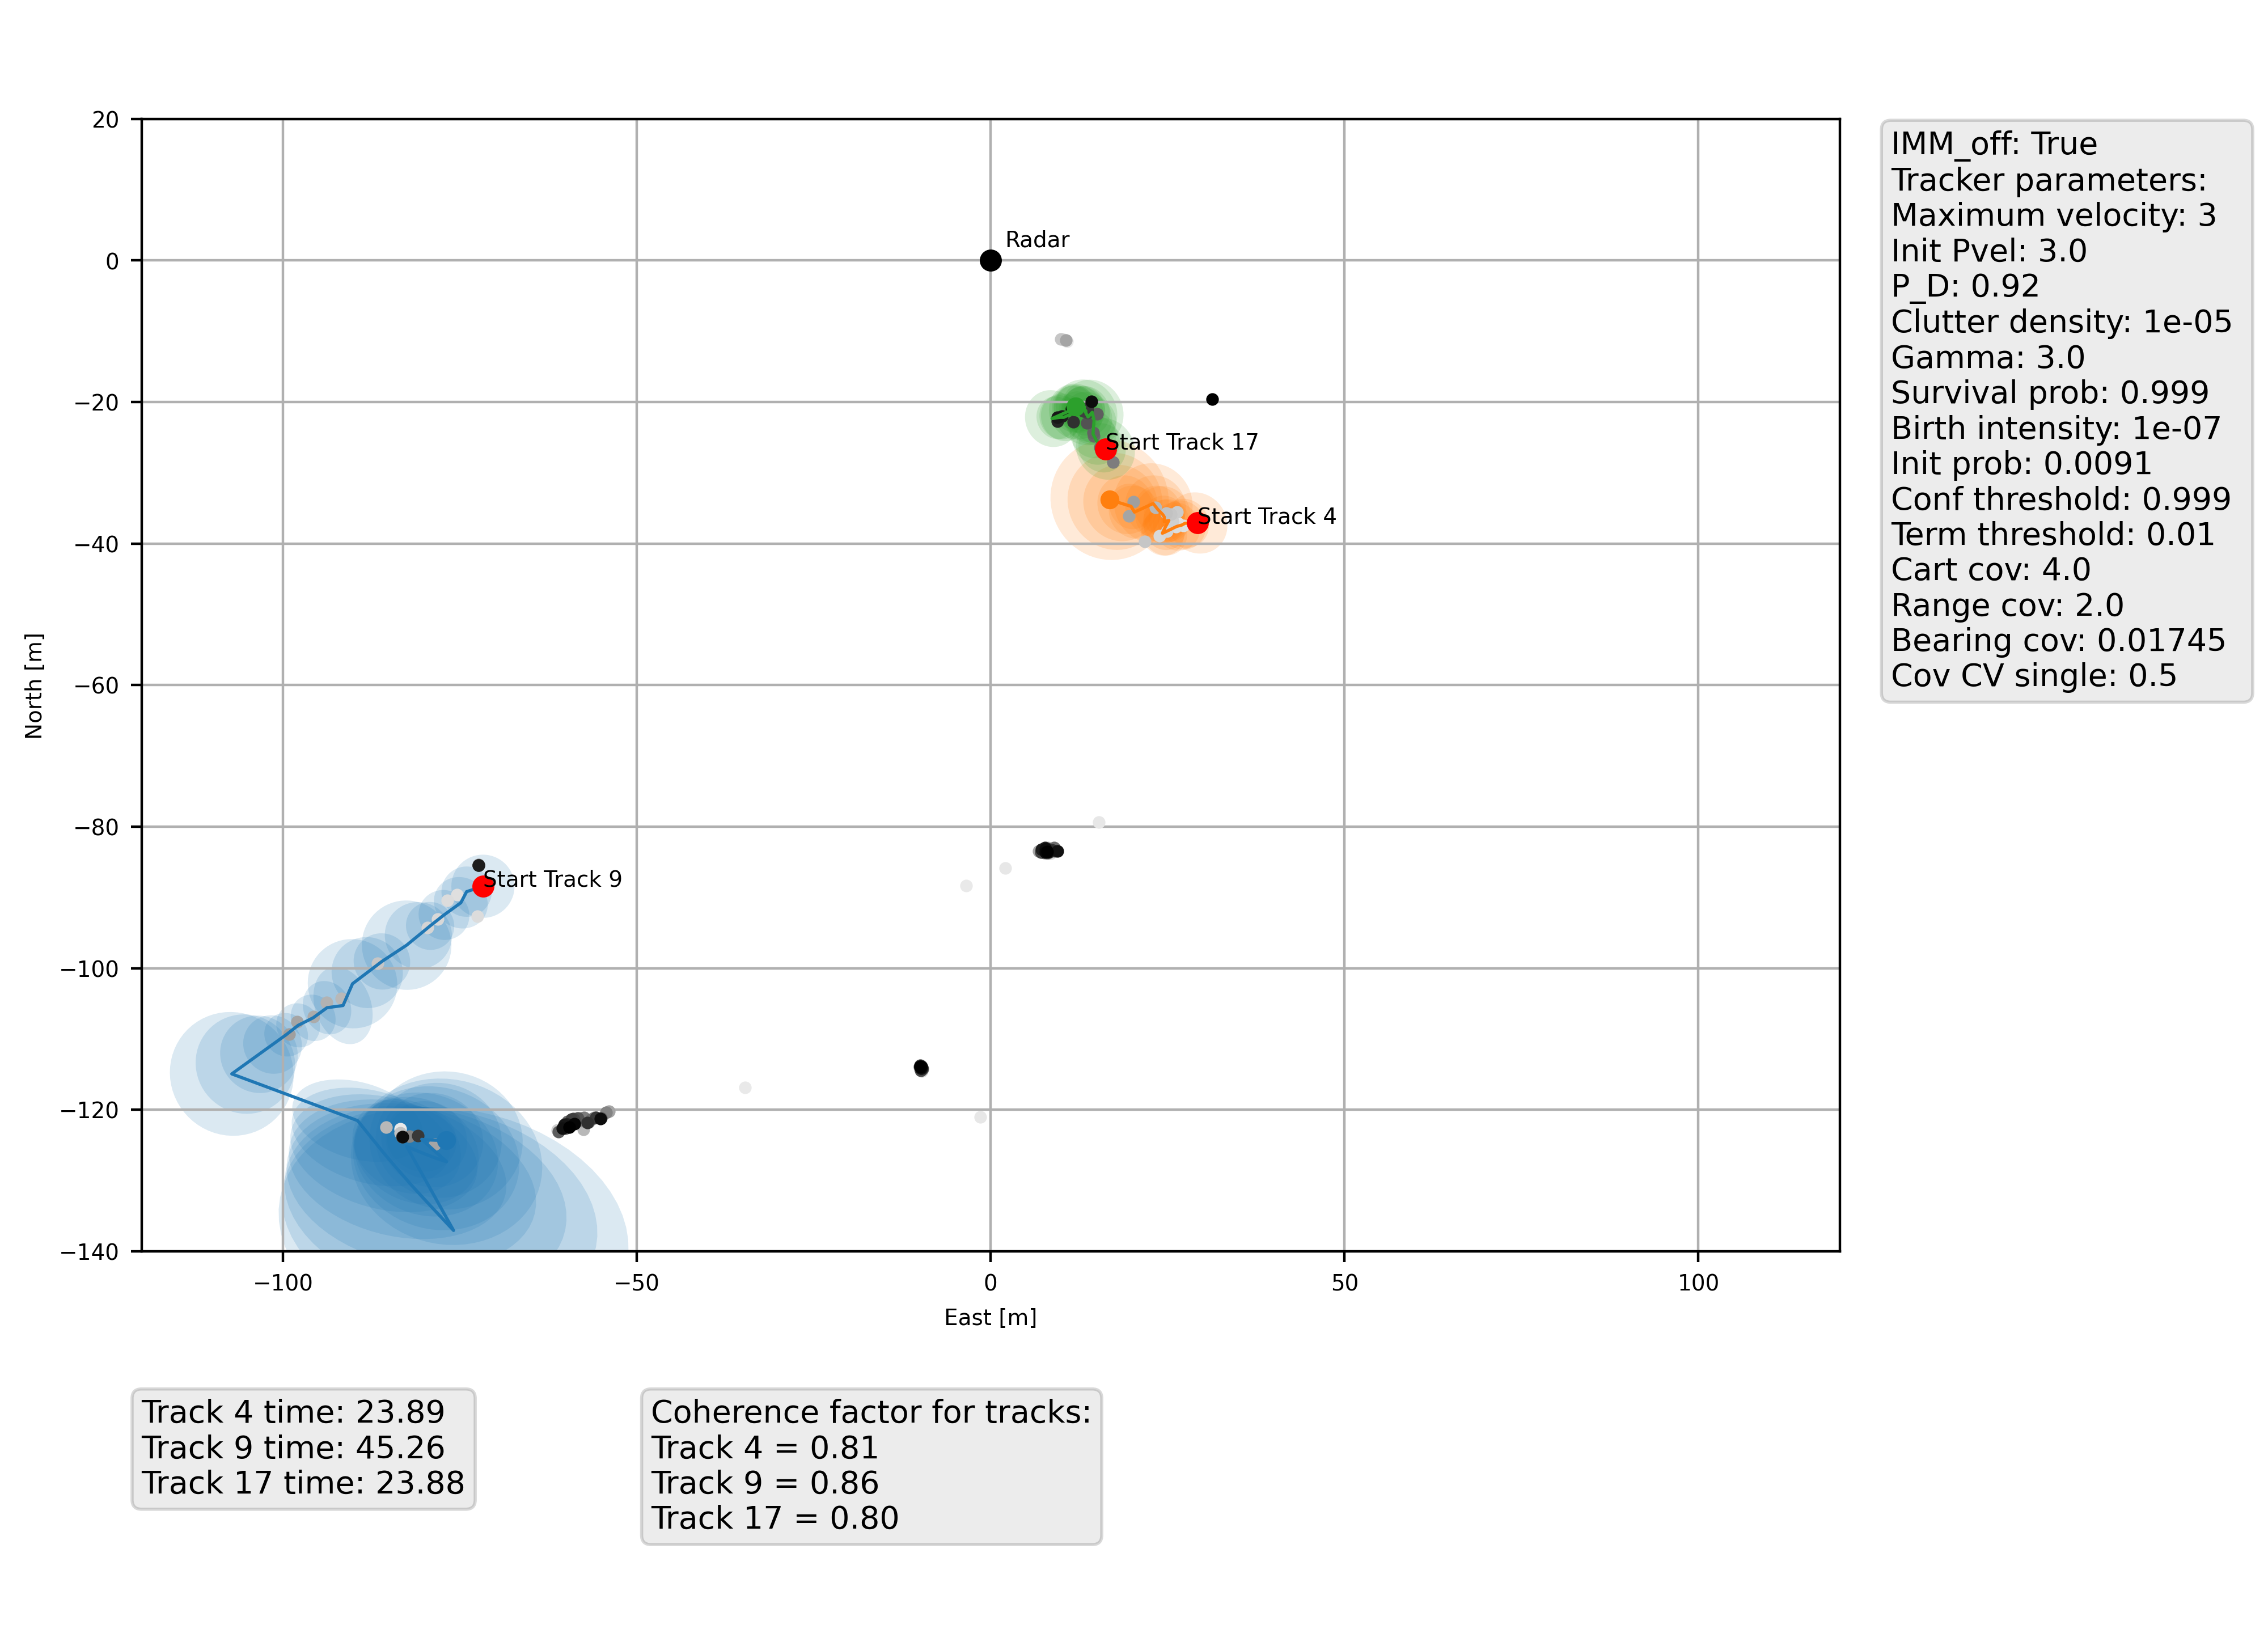 20
0
−20
−40
−60
−80
−100
−120
−140
North [m]
Radar
Start Track 17
Start Track 4
Start Track 9
−100
−50
0
50
100
East [m]
IMM_off: True
Tracker parameters:
Maximum velocity: 3
Init Pvel: 3.0
P_D: 0.92
Clutter density: 1e-05
Gamma: 3.0
Survival prob: 0.999
Birth intensity: 1e-07
Init prob: 0.0091
Conf threshold: 0.999
Term threshold: 0.01
Cart cov: 4.0
Range cov: 2.0
Bearing cov: 0.01745
Cov CV single: 0.5
Track 4 time: 23.89
Track 9 time: 45.26
Track 17 time: 23.88
Coherence factor for tracks:
Track 4 = 0.81
Track 9 = 0.86
Track 17 = 0.80